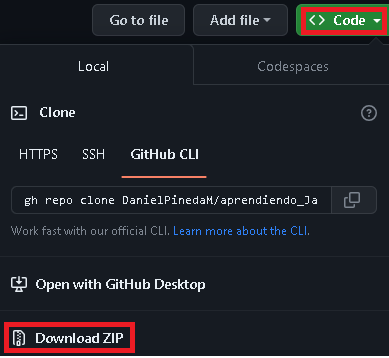 Go to file Add file <> Code
Local Codespaces
Clone
HTTPS SSH GitHub CLI
gh repo clone DanielPinedaM/aprendiendo_Ja
Work fast with our official CLI. Learn more about the CLI.
Open with GitHub Desktop
Download ZIP